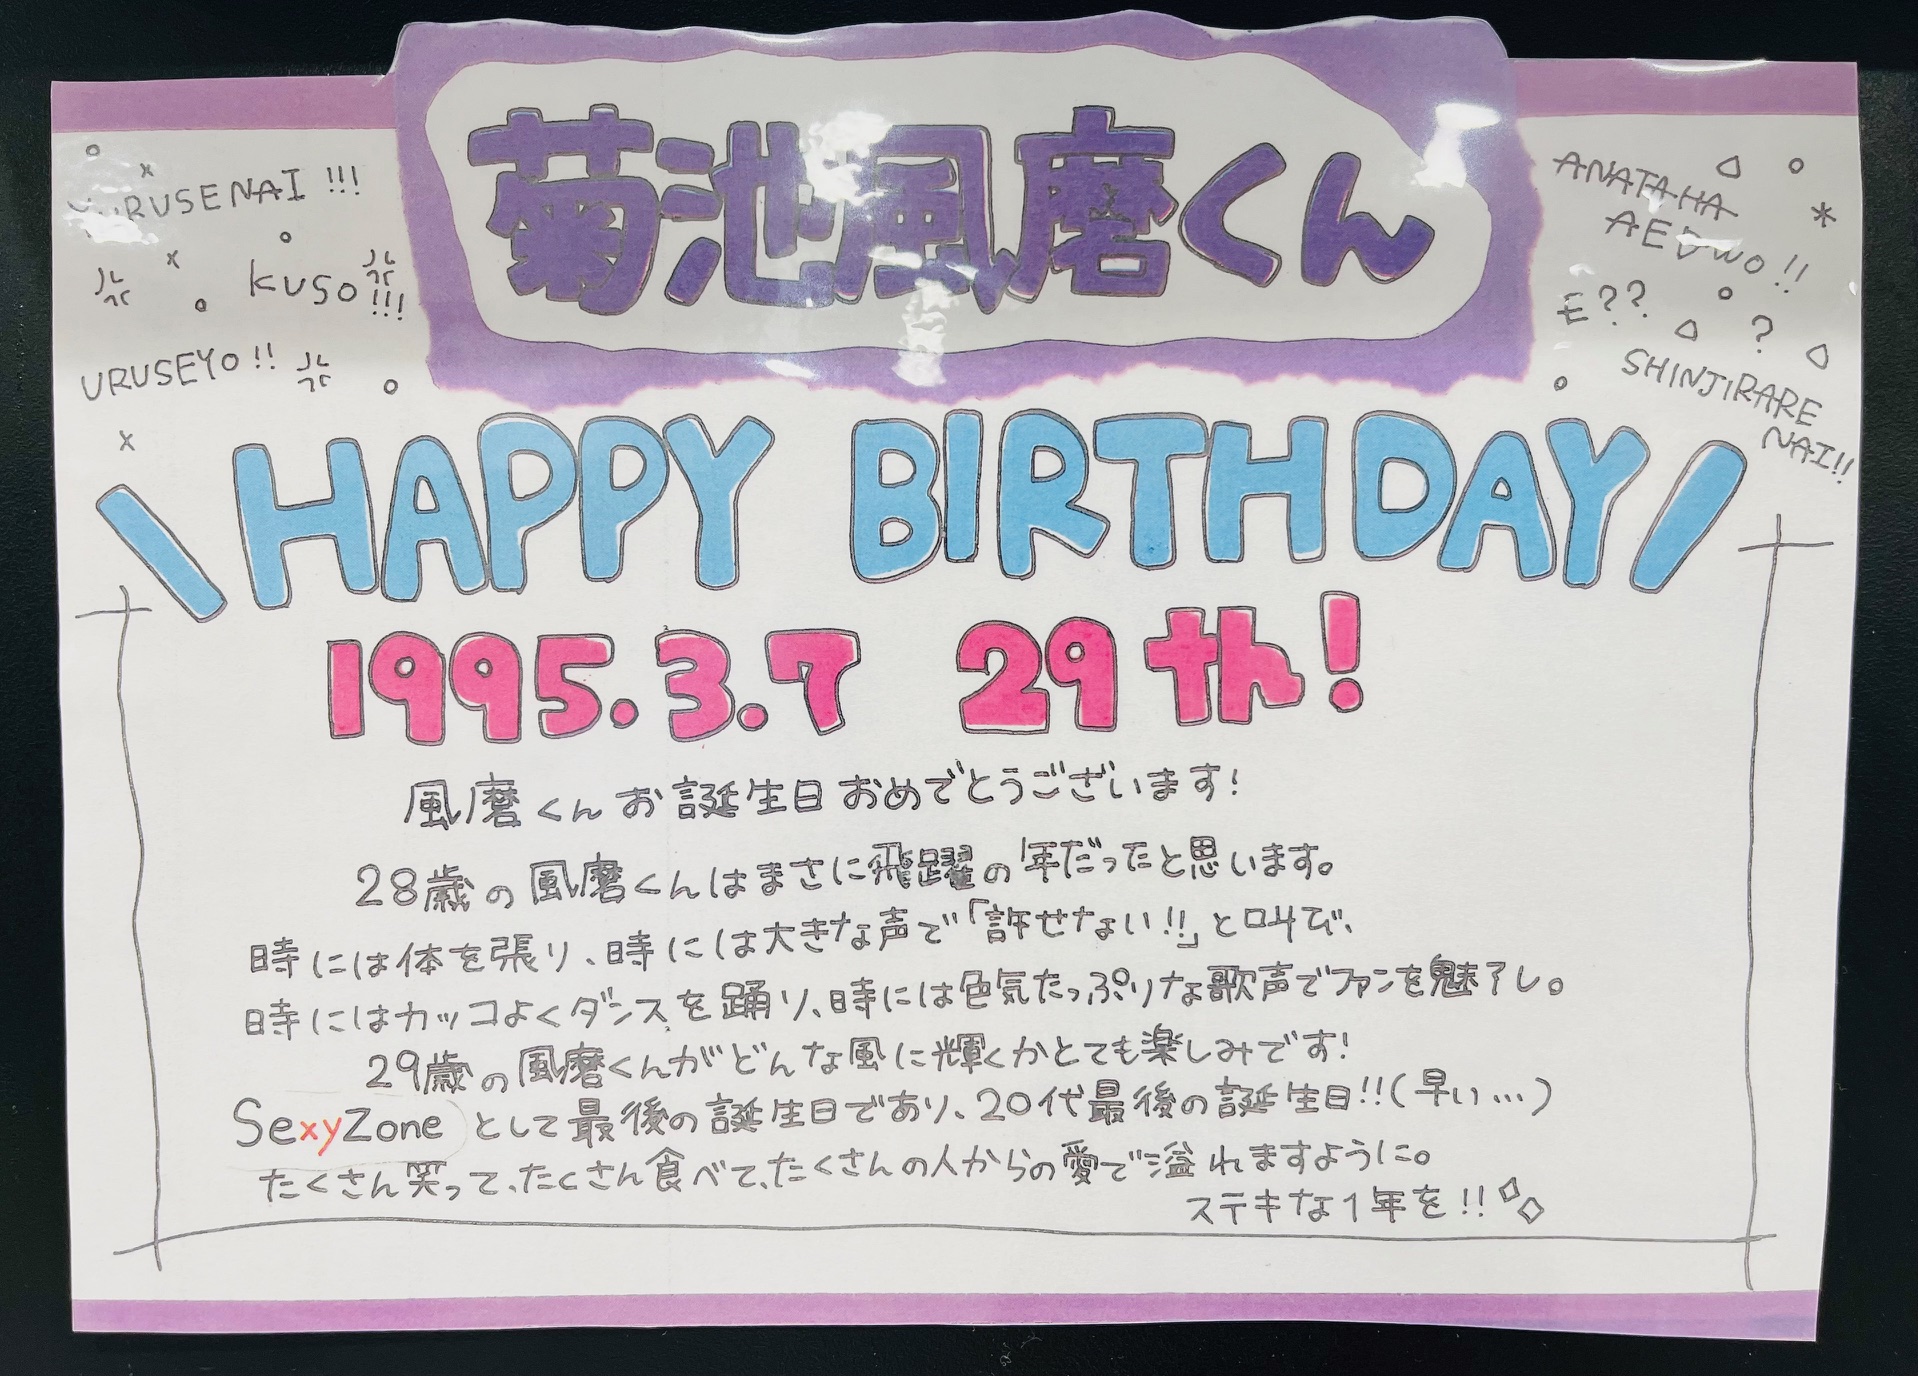 菊池風磨くん
YURUSENAI !!!
KUSO !!!
URUSEYO !!
ANATAHA
AEDWO !!
E??
?
SHINJIRARE
NAI!!
\ HAPPY BIRTHDAY /
1995.3.7 29th!
風磨くんお誕生日おめでとうございます!
28歳の風磨くんはまさに飛躍の1年だったと思います。
時には体を張り、時には大きな声で「許せない!!」と叫び、
時にはカッコよくダンスを踊り、時には色気たっぷりな歌声でファンを魅了し。
29歳の風磨くんがどんな風に輝くかとても楽しみです!
SexyZone として最後の誕生日であり、20代最後の誕生日!!(早い…)
たくさん笑って、たくさん食べて、たくさんの人からの愛で溢れますように。
ステキな1年を!!